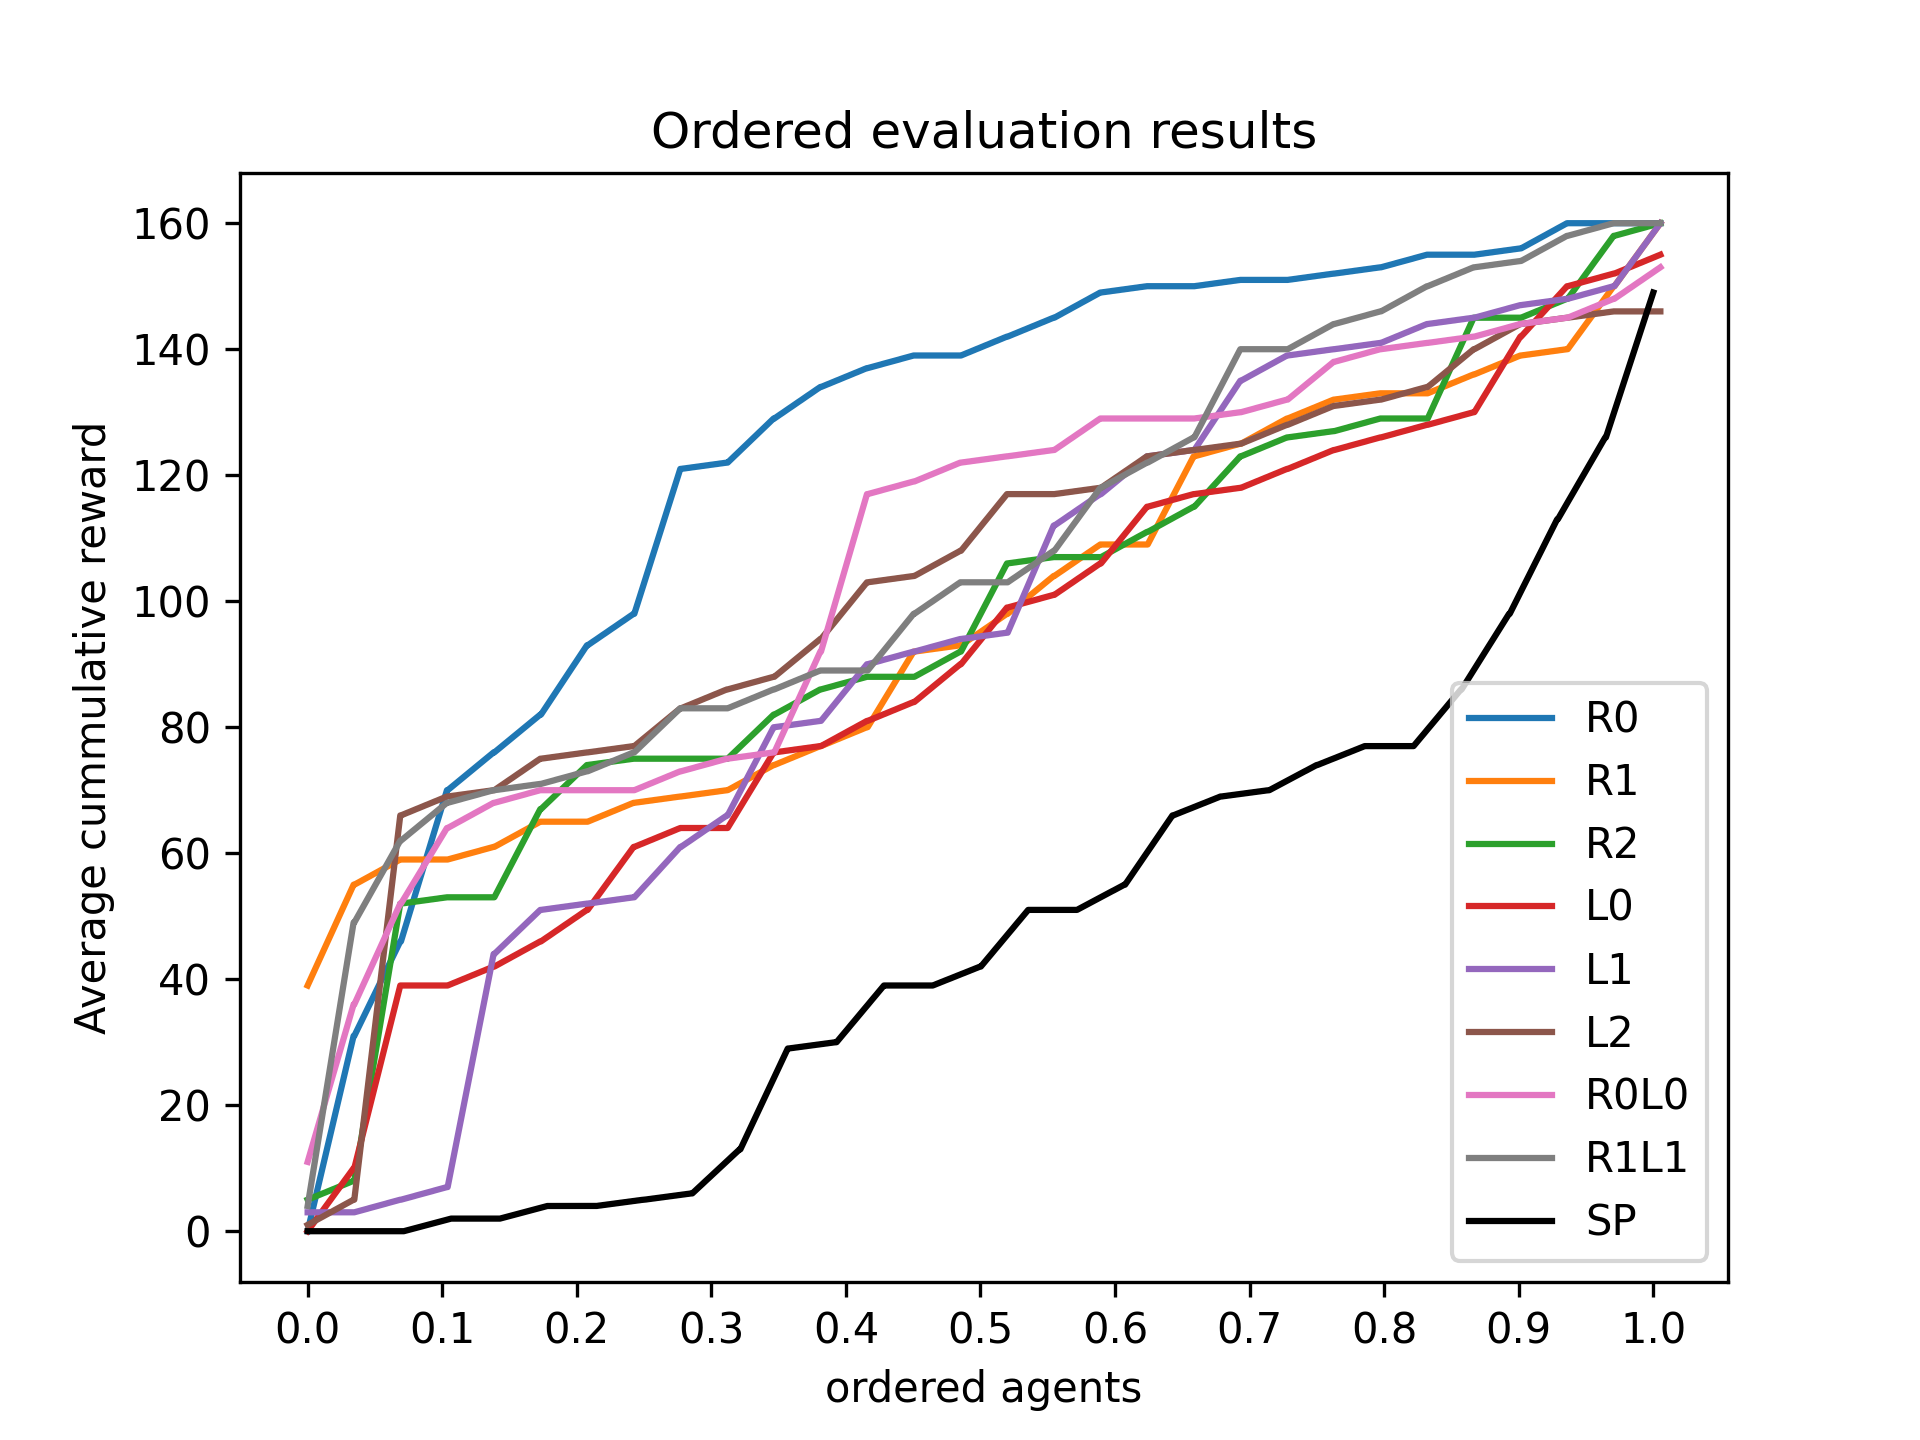 Ordered evaluation results
Average cummulative reward
160
140
120
100
80
60
40
20
0
0.0 0.1 0.2 0.3 0.4 0.5 0.6 0.7 0.8 0.9 1.0
ordered agents
R0
R1
R2
L0
L1
L2
R0L0
R1L1
SP